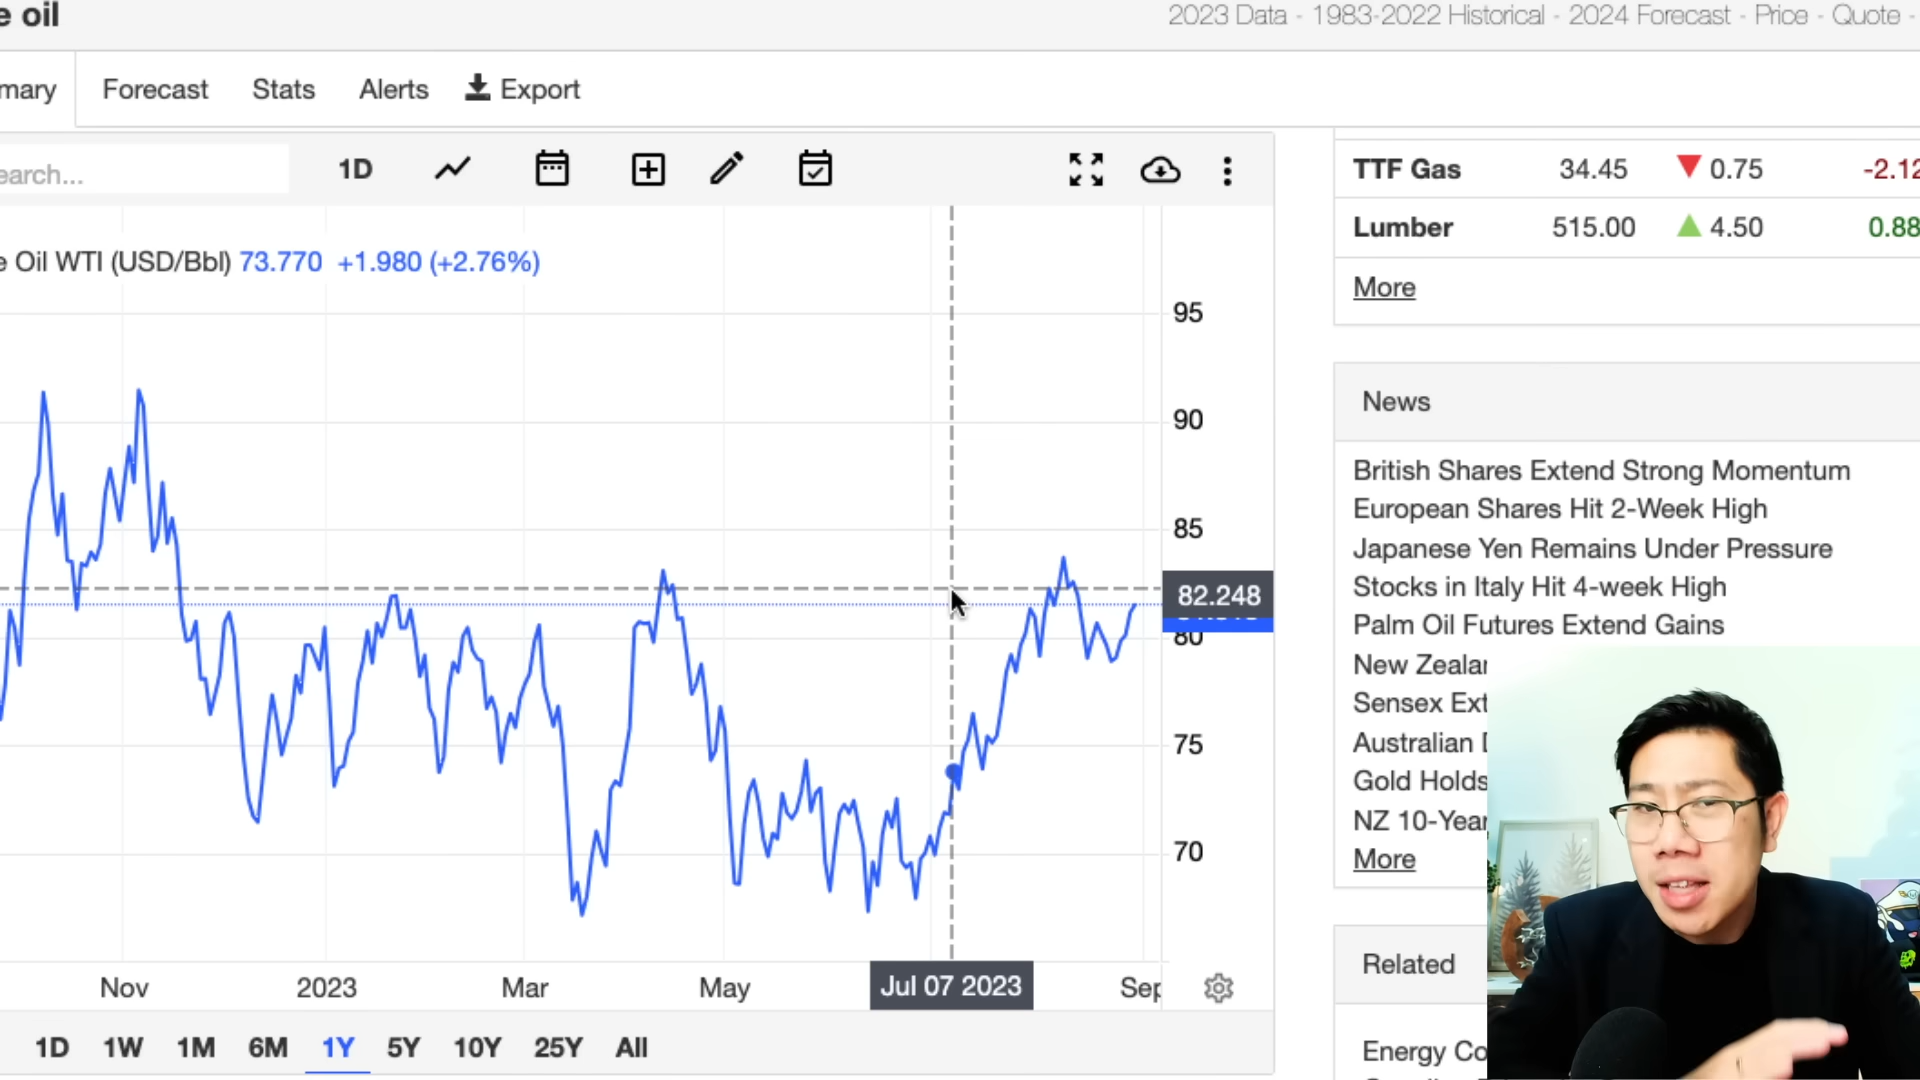 e oil
2023 Data - 1983-2022 Historical - 2024 Forecast - Price - Quote -
mary Forecast Stats Alerts Export
earch...
1D
e Oil WTI (USD/Bbl) 73.770 +1.980 (+2.76%)
95
90
85
82.248
80
75
70
Nov 2023 Mar May Jul 07 2023 Sep
1D 1W 1M 6M 1Y 5Y 10Y 25Y All
TTF Gas 34.45 0.75 -2.12
Lumber 515.00 4.50 0.88
More
News
British Shares Extend Strong Momentum
European Shares Hit 2-Week High
Japanese Yen Remains Under Pressure
Stocks in Italy Hit 4-week High
Palm Oil Futures Extend Gains
New Zealan
Sensex Ext
Australian D
Gold Holds
NZ 10-Year
More
Related
Energy Co